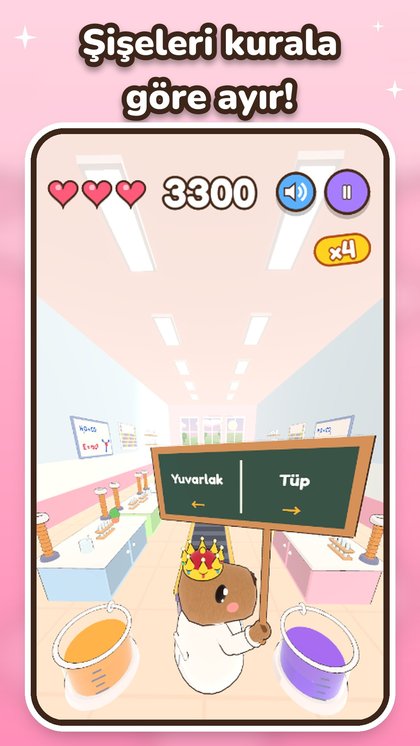 Şişeleri kurala
göre ayır!
3300
x4
Yuvarlak
Tüp
←
→